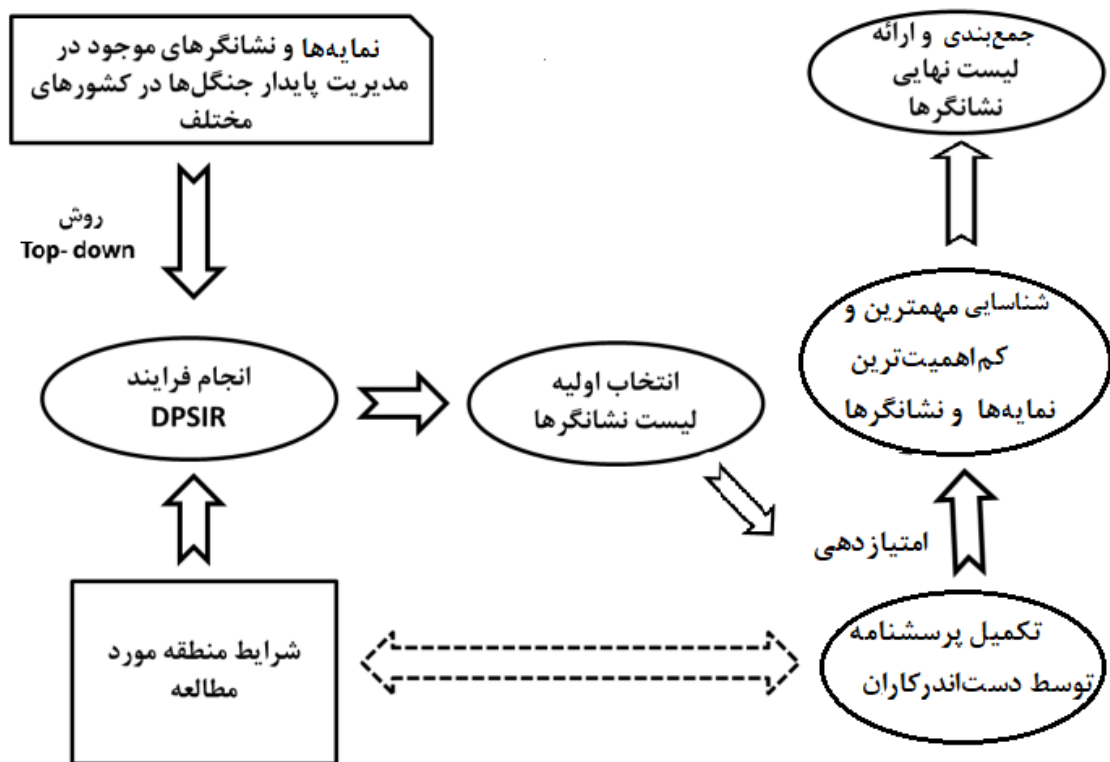 نمایه‌ها و نشانگرهای موجود در
مدیریت پایدار جنگل‌ها در کشورهای
مختلف
روش
Top- down
انجام فرایند
DPSIR
شرایط منطقه مورد
مطالعه
انتخاب اولیه
لیست نشانگرها
امتیازدهی
تکمیل پرسشنامه
توسط دست‌اندرکاران
شناسایی مهمترین و
کم‌اهمیت‌ترین
نمایه‌ها و نشانگرها
جمع‌بندی و ارائه
لیست نهایی
نشانگرها